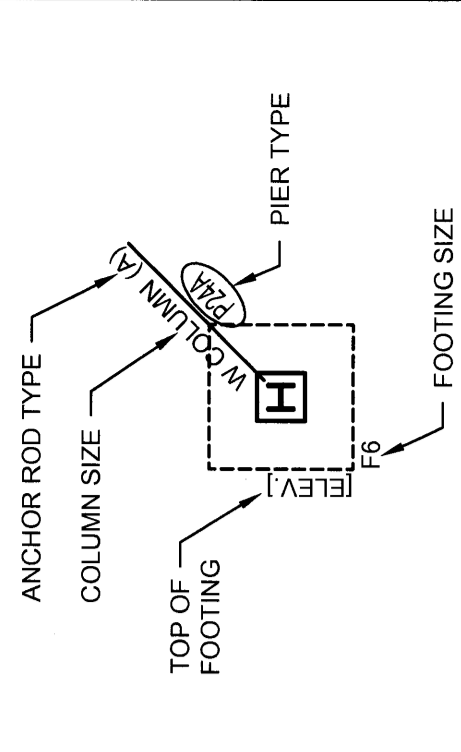 ANCHOR ROD TYPE
COLUMN SIZE
W COLUMN (A)
P24A
PIER TYPE
TOP OF
FOOTING
[ELEV.]
F6
FOOTING SIZE